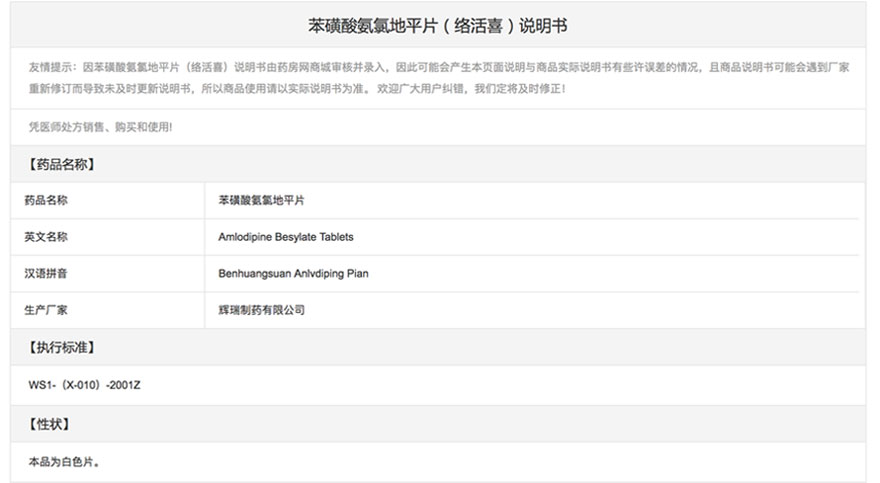 苯磺酸氨氯地平片（络活喜）说明书
友情提示：因苯磺酸氨氯地平片（络活喜）说明书由药房网商城审核并录入，因此可能会产生本页面说明与商品实际说明书有些许误差的情况，且商品说明书可能会遇到厂家
重新修订而导致未及时更新说明书，所以商品使用请以实际说明书为准。 欢迎广大用户纠错，我们定将及时修正！
凭医师处方销售、购买和使用!
【药品名称】
药品名称 苯磺酸氨氯地平片
英文名称 Amlodipine Besylate Tablets
汉语拼音 Benhuangsuan Anlvdiping Pian
生产厂家 辉瑞制药有限公司
【执行标准】
WS1-（X-010）-2001Z
【性状】
本品为白色片。